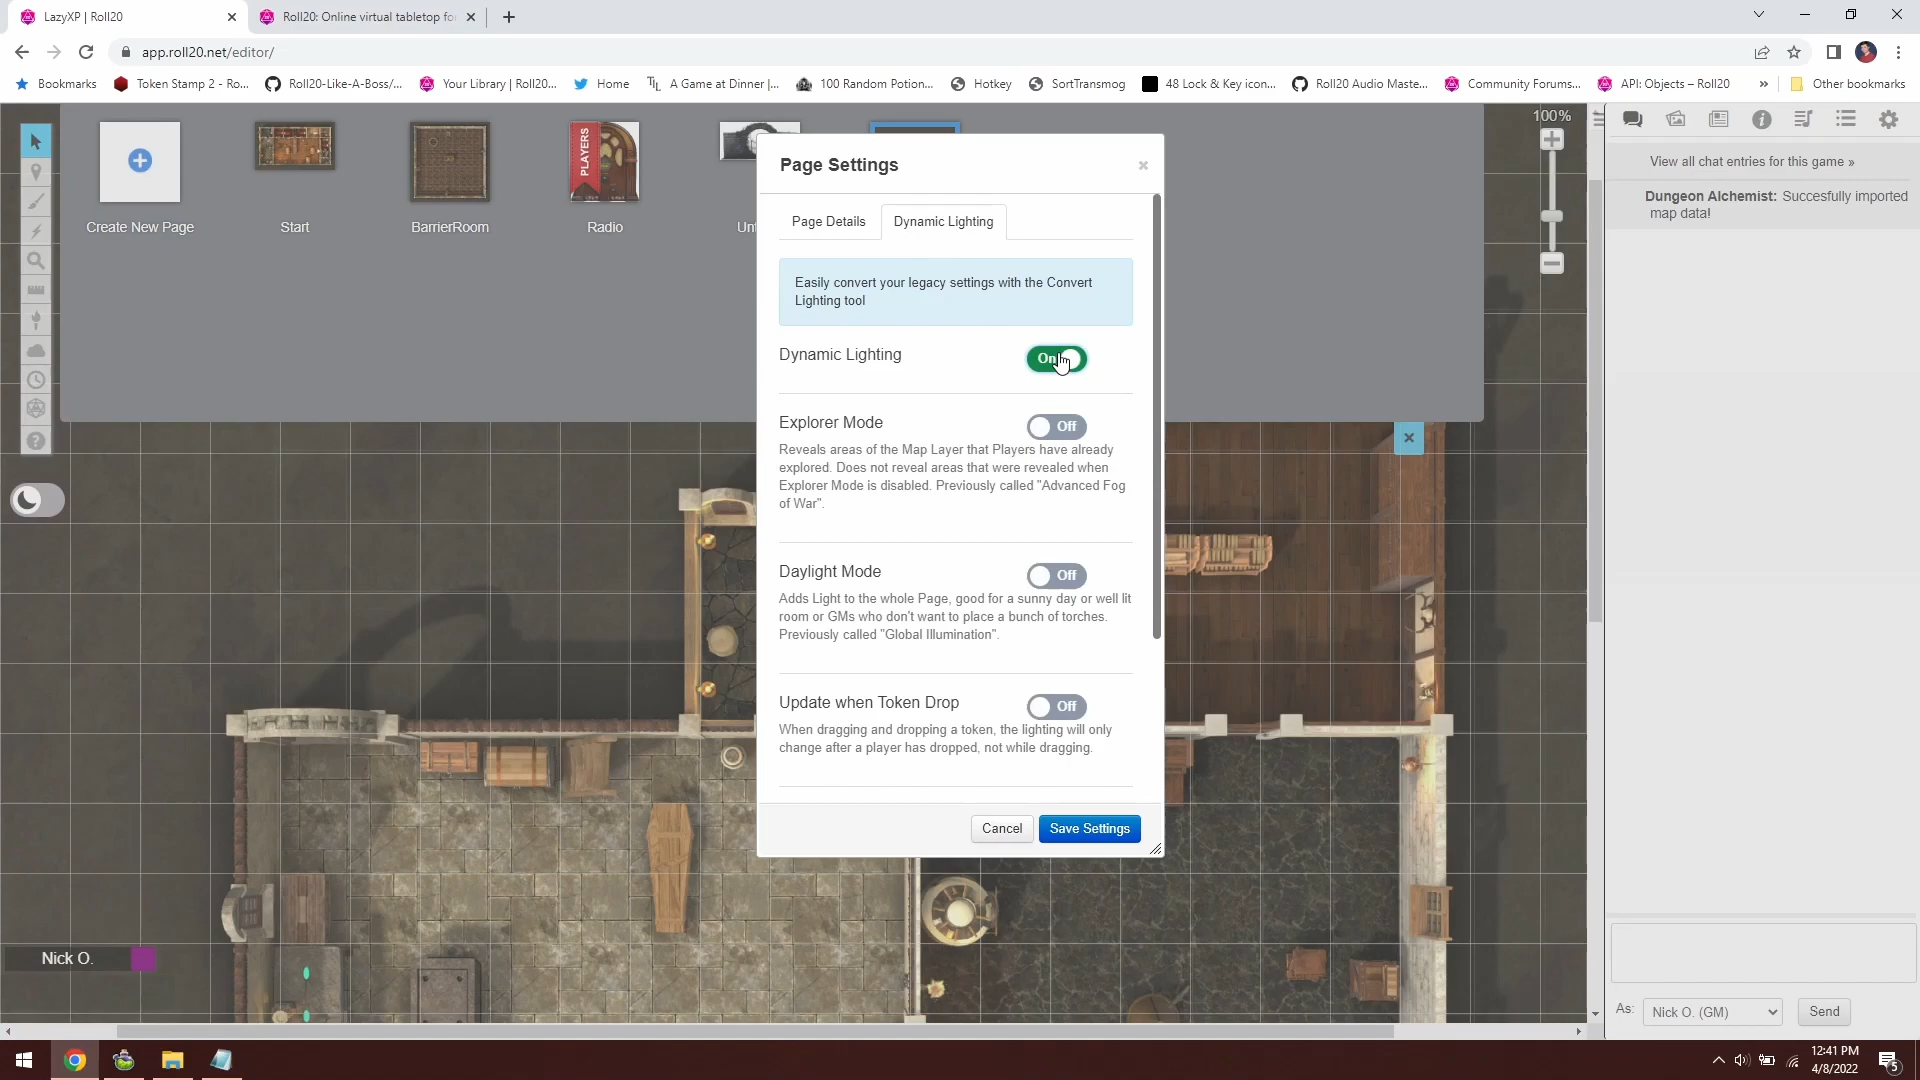 LazyXP | Roll20
Roll20: Online virtual tabletop fo
app.roll20.net/editor/
Bookmarks
Token Stamp 2 - Ro...
Roll20-Like-A-Boss/...
Your Library | Roll20...
Home
A Game at Dinner |...
100 Random Potion...
Hotkey
SortTransmog
48 Lock & Key icon...
Roll20 Audio Maste...
Community Forums...
API: Objects – Roll20
»
Other bookmarks
Create New Page
Start
BarrierRoom
PLAYERS
Radio
Unt
100%
Page Settings
Page Details
Dynamic Lighting
Easily convert your legacy settings with the Convert
Lighting tool
Dynamic Lighting
On
Explorer Mode
Off
Reveals areas of the Map Layer that Players have already
explored. Does not reveal areas that were revealed when
Explorer Mode is disabled. Previously called "Advanced Fog
of War".
Daylight Mode
Off
Adds Light to the whole Page, good for a sunny day or well lit
room or GMs who don't want to place a bunch of torches.
Previously called "Global Illumination".
Update when Token Drop
Off
When dragging and dropping a token, the lighting will only
change after a player has dropped, not while dragging.
Cancel
Save Settings
View all chat entries for this game »
Dungeon Alchemist: Succesfully imported
map data!
Nick O.
As:
Nick O. (GM)
Send
12:41 PM
4/8/2022
5